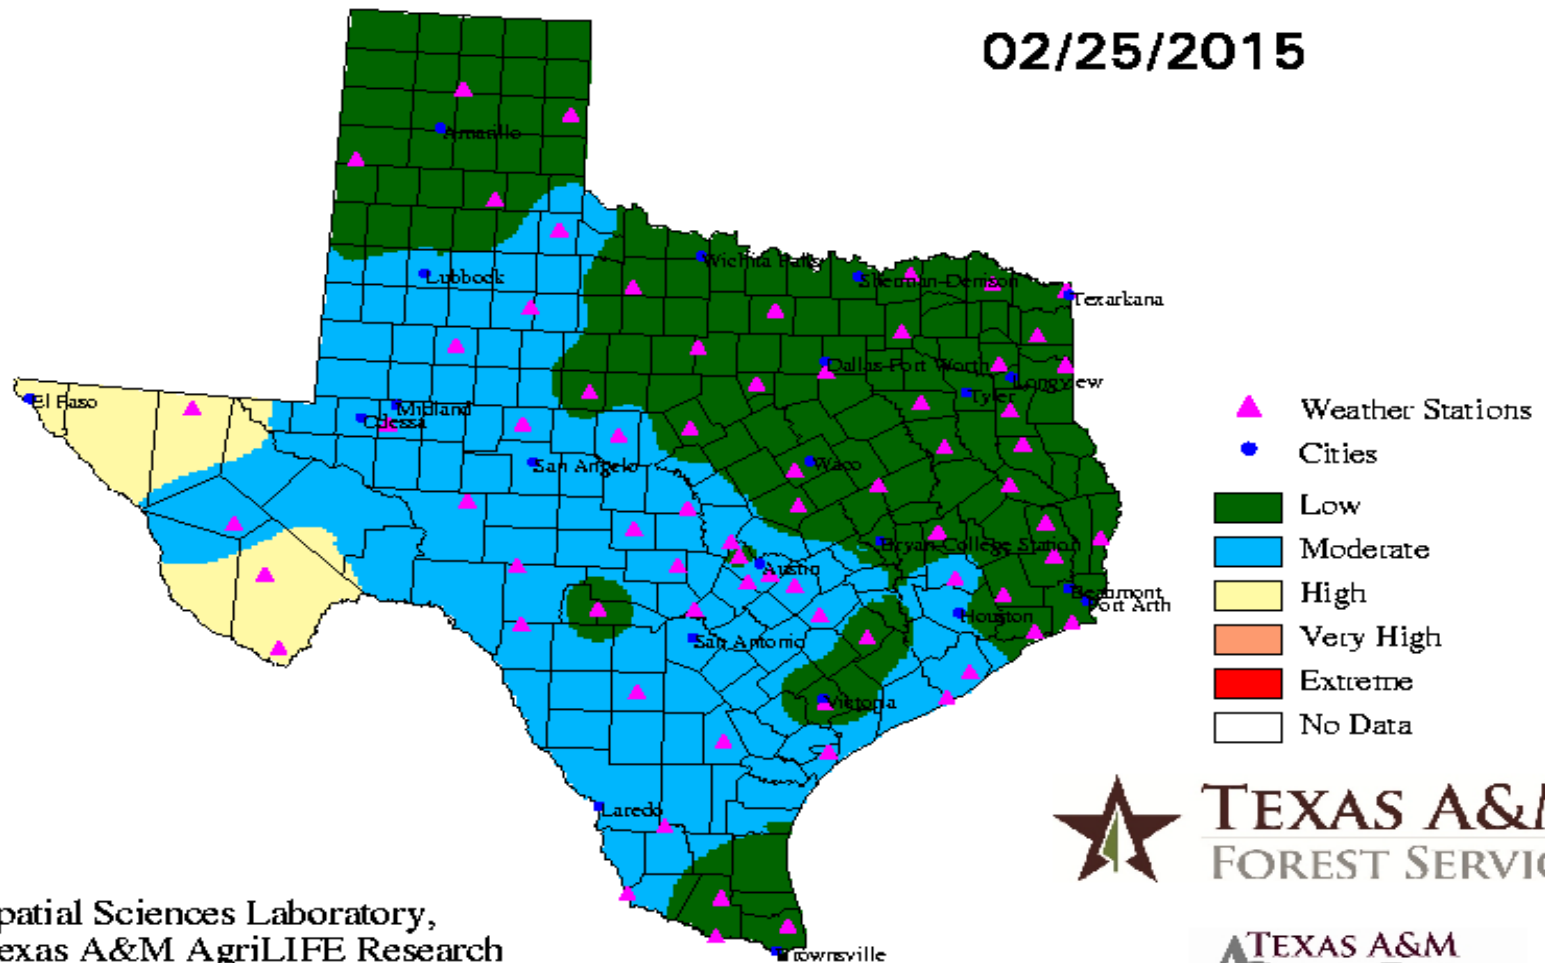 02/25/2015
Amarillo
Wichita Falls
Lubbock
Sherman-Denison
Texarkana
Dallas-Fort Worth
Longview
Tyler
El Paso
Midland
Odessa
San Angelo
Waco
Bryan-College Station
Austin
Beaumont
Port Arth
Houston
San Antonio
Victoria
Laredo
Brownsville
Weather Stations
Cities
Low
Moderate
High
Very High
Extreme
No Data
TEXAS A&M
FOREST SERVIC
patial Sciences Laboratory,
exas A&M AgriLIFE Research
TEXAS A&M